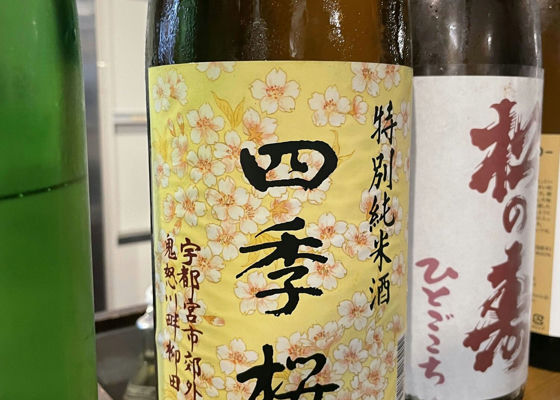 特別純米酒
四季桜
宇都宮市郊外
鬼怒川畔柳田
松の寿
ひとごこち